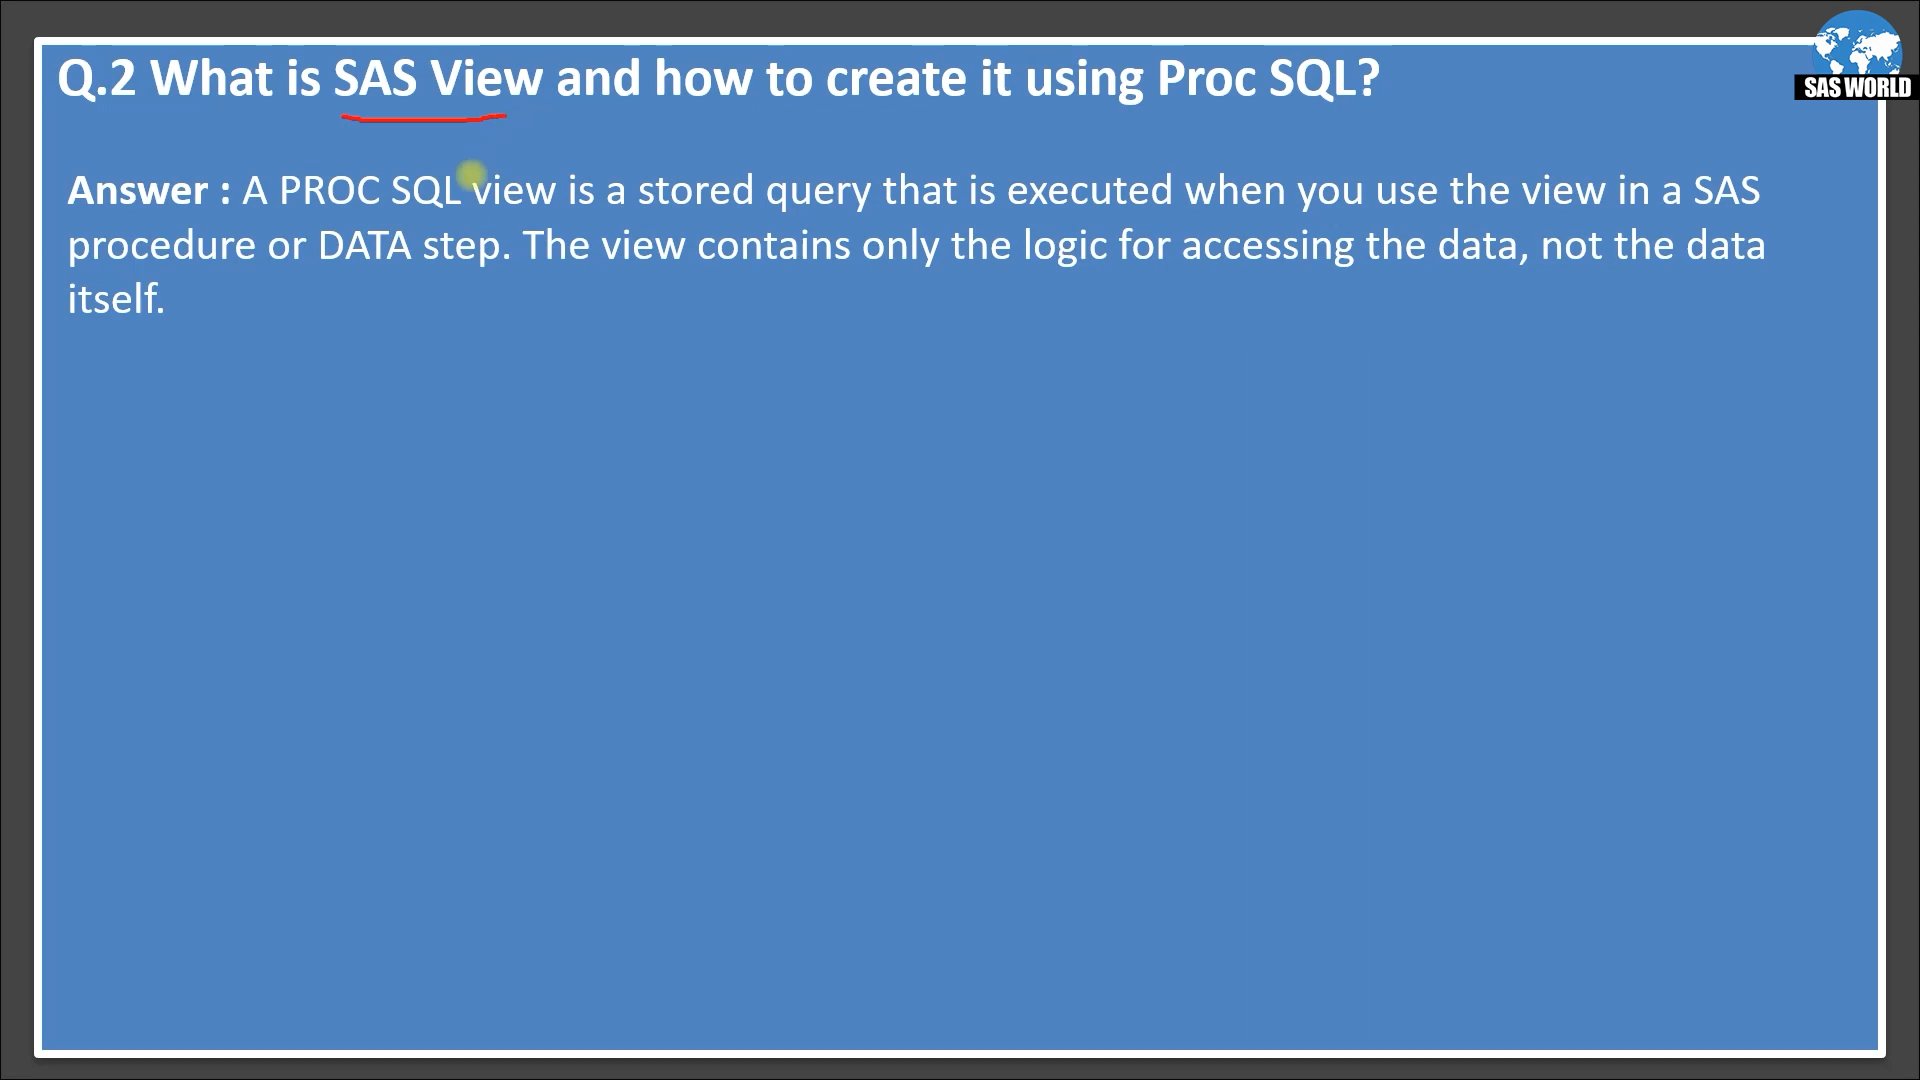 Q.2 What is SAS View and how to create it using Proc SQL?
SAS WORLD
Answer : A PROC SQL view is a stored query that is executed when you use the view in a SAS
procedure or DATA step. The view contains only the logic for accessing the data, not the data
itself.